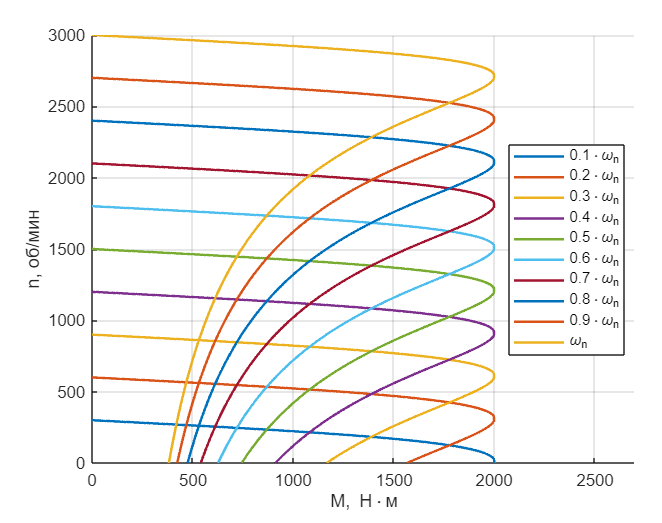 3000
2500
2000
1500
1000
500
0
n, об/мин
0 500 1000 1500 2000 2500
M, Н · м
0.1 · ωn
0.2 · ωn
0.3 · ωn
0.4 · ωn
0.5 · ωn
0.6 · ωn
0.7 · ωn
0.8 · ωn
0.9 · ωn
ωn